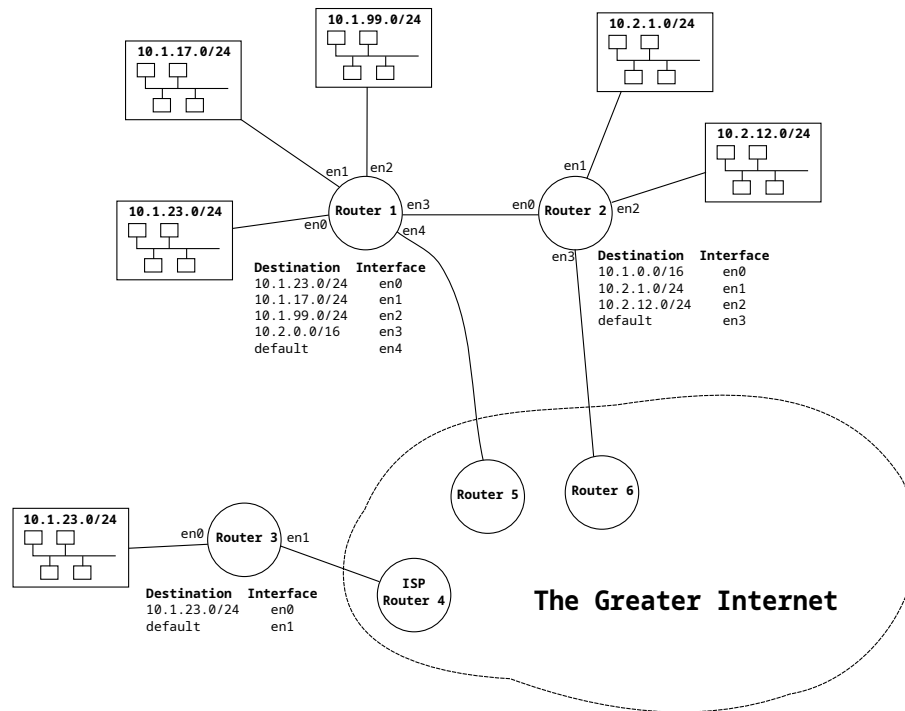 10.1.99.0/24
10.2.1.0/24
10.1.17.0/24
10.2.12.0/24
en1
en2
en1
10.1.23.0/24
Router 1
en3
en0
Router 2
en2
en0
en4
en3
Destination Interface
10.1.0.0/16 en0
10.2.1.0/24 en1
10.2.12.0/24 en2
default en3
Destination Interface
10.1.23.0/24 en0
10.1.17.0/24 en1
10.1.99.0/24 en2
10.2.0.0/16 en3
default en4
Router 5
Router 6
10.1.23.0/24
en0
Router 3
en1
ISP
Router 4
Destination Interface
10.1.23.0/24 en0
default en1
The Greater Internet